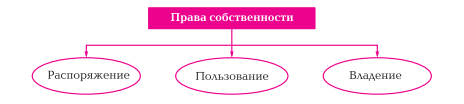 Права собственности
Распоряжение
Пользование
Владение